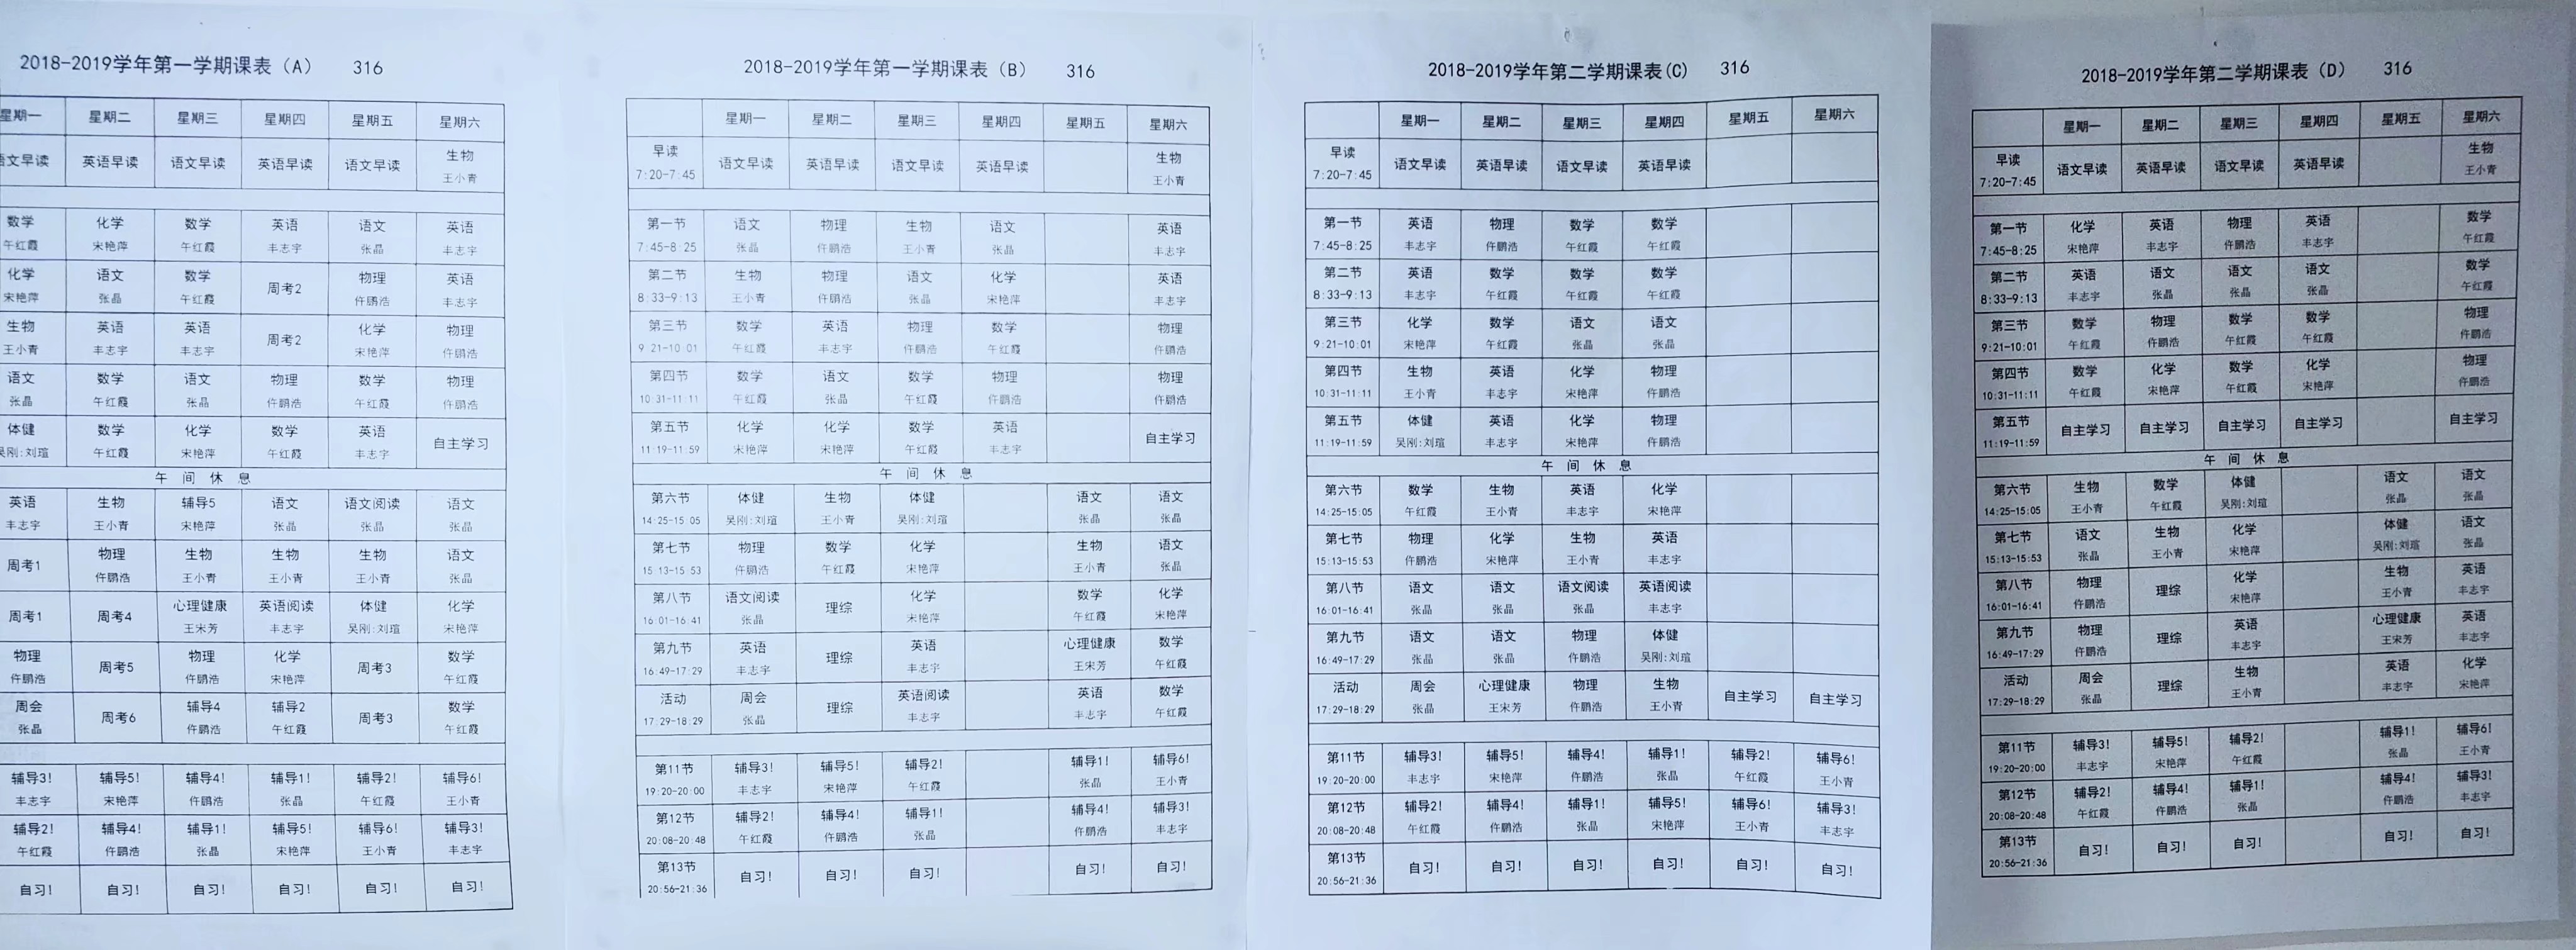 2018-2019学年第一学期课表（A） 316
星期一 星期二 星期三 星期四 星期五 星期六
语文早读 英语早读 语文早读 英语早读 语文早读 生物
王小青
数学 化学 数学 英语 语文 英语
午红霞 宋艳萍 午红霞 丰志宇 张晶 丰志宇
化学 语文 数学 周考2 物理 英语
宋艳萍 张晶 午红霞 仵鹏浩 丰志宇
生物 英语 英语 周考2 化学 物理
王小青 丰志宇 丰志宇 宋艳萍 仵鹏浩
语文 数学 语文 物理 数学 物理
张晶 午红霞 张晶 仵鹏浩 午红霞 仵鹏浩
体健 数学 化学 数学 英语 自主学习
吴刚:刘瑄 午红霞 宋艳萍 午红霞 丰志宇
午 间 休 息
英语 生物 辅导5 语文 语文阅读 语文
丰志宇 王小青 宋艳萍 张晶 张晶 张晶
周考1 物理 生物 生物 生物 语文
仵鹏浩 王小青 王小青 王小青 张晶
周考1 周考4 心理健康 英语阅读 体健 化学
王宋芳 丰志宇 吴刚:刘瑄 宋艳萍
物理 周考5 物理 化学 周考3 数学
仵鹏浩 仵鹏浩 宋艳萍 午红霞
周会 周考6 辅导4 辅导2 周考3 数学
张晶 仵鹏浩 午红霞 午红霞
辅导3! 辅导5! 辅导4! 辅导1! 辅导2! 辅导6!
丰志宇 宋艳萍 仵鹏浩 张晶 午红霞 王小青
辅导2! 辅导4! 辅导1! 辅导5! 辅导6! 辅导3!
午红霞 仵鹏浩 张晶 宋艳萍 王小青 丰志宇
自习! 自习! 自习! 自习! 自习! 自习!
2018-2019学年第一学期课表（B） 316
星期一 星期二 星期三 星期四 星期五 星期六
早读 语文早读 英语早读 语文早读 英语早读 生物
7:20-7:45 王小青
第一节 语文 物理 生物 语文 英语
7:45-8:25 张晶 仵鹏浩 王小青 张晶 丰志宇
第二节 生物 物理 语文 化学 英语
8:33-9:13 王小青 仵鹏浩 张晶 宋艳萍 丰志宇
第三节 数学 英语 物理 数学 物理
9:21-10:01 午红霞 丰志宇 仵鹏浩 午红霞 仵鹏浩
第四节 数学 语文 数学 物理 物理
10:31-11:11 午红霞 张晶 午红霞 仵鹏浩 仵鹏浩
第五节 化学 化学 数学 英语 自主学习
11:19-11:59 宋艳萍 宋艳萍 午红霞 丰志宇
午 间 休 息
第六节 体健 生物 体健 语文 语文
14:25-15:05 吴刚:刘瑄 王小青 吴刚:刘瑄 张晶 张晶
第七节 物理 数学 化学 生物 语文
15:13-15:53 仵鹏浩 午红霞 宋艳萍 王小青 张晶
第八节 语文阅读 理综 化学 数学 化学
16:01-16:41 张晶 宋艳萍 午红霞 宋艳萍
第九节 英语 理综 英语 心理健康 数学
16:49-17:29 丰志宇 丰志宇 王宋芳 午红霞
活动 周会 理综 英语阅读 英语 数学
17:29-18:29 张晶 丰志宇 丰志宇 午红霞
第11节 辅导3! 辅导5! 辅导2! 辅导1! 辅导6!
19:20-20:00 丰志宇 宋艳萍 午红霞 张晶 王小青
第12节 辅导2! 辅导4! 辅导1! 辅导4! 辅导3!
20:08-20:48 午红霞 仵鹏浩 张晶 仵鹏浩 丰志宇
第13节 自习! 自习! 自习! 自习! 自习!
20:56-21:36
2018-2019学年第二学期课表(C) 316
星期一 星期二 星期三 星期四 星期五 星期六
早读 语文早读 英语早读 语文早读 英语早读
7:20-7:45
第一节 英语 物理 数学 数学
7:45-8:25 丰志宇 仵鹏浩 午红霞 午红霞
第二节 英语 数学 数学 数学
8:33-9:13 丰志宇 午红霞 午红霞 午红霞
第三节 化学 数学 语文 语文
9:21-10:01 宋艳萍 午红霞 张晶 张晶
第四节 生物 英语 化学 物理
10:31-11:11 王小青 丰志宇 宋艳萍 仵鹏浩
第五节 体健 英语 化学 物理
11:19-11:59 吴刚:刘瑄 丰志宇 宋艳萍 仵鹏浩
午 间 休 息
第六节 数学 生物 英语 化学
14:25-15:05 午红霞 王小青 丰志宇 宋艳萍
第七节 物理 化学 生物 英语
15:13-15:53 仵鹏浩 宋艳萍 王小青 丰志宇
第八节 语文 语文 语文阅读 英语阅读
16:01-16:41 张晶 张晶 张晶 丰志宇
第九节 语文 语文 物理 体健
16:49-17:29 张晶 张晶 仵鹏浩 吴刚:刘瑄
活动 周会 心理健康 物理 生物 自主学习 自主学习
17:29-18:29 张晶 王宋芳 仵鹏浩 王小青
第11节 辅导3! 辅导5! 辅导4! 辅导1! 辅导2! 辅导6!
19:20-20:00 丰志宇 宋艳萍 仵鹏浩 张晶 午红霞 王小青
第12节 辅导2! 辅导4! 辅导1! 辅导5! 辅导6! 辅导3!
20:08-20:48 午红霞 仵鹏浩 张晶 宋艳萍 王小青 丰志宇
第13节 自习! 自习! 自习! 自习! 自习! 自习!
20:56-21:36
2018-2019学年第二学期课表（D） 316
星期一 星期二 星期三 星期四 星期五 星期六
早读 语文早读 英语早读 语文早读 英语早读 生物
7:20-7:45 王小青
第一节 化学 英语 物理 英语 数学
7:45-8:25 宋艳萍 丰志宇 仵鹏浩 丰志宇 午红霞
第二节 英语 语文 语文 语文 数学
8:33-9:13 丰志宇 张晶 张晶 张晶 午红霞
第三节 数学 物理 数学 数学 物理
9:21-10:01 午红霞 仵鹏浩 午红霞 午红霞 仵鹏浩
第四节 数学 化学 数学 化学 物理
10:31-11:11 午红霞 宋艳萍 午红霞 宋艳萍 仵鹏浩
第五节 自主学习 自主学习 自主学习 自主学习 自主学习
11:19-11:59
午 间 休 息
第六节 生物 数学 体健 语文 语文
14:25-15:05 王小青 午红霞 吴刚:刘瑄 张晶 张晶
第七节 语文 生物 化学 体健 语文
15:13-15:53 张晶 王小青 宋艳萍 吴刚:刘瑄 张晶
第八节 物理 理综 化学 生物 英语
16:01-16:41 仵鹏浩 宋艳萍 王小青 丰志宇
第九节 物理 理综 英语 心理健康 英语
16:49-17:29 仵鹏浩 丰志宇 王宋芳 丰志宇
活动 周会 理综 生物 英语 化学
17:29-18:29 张晶 王小青 丰志宇 宋艳萍
第11节 辅导3! 辅导5! 辅导2! 辅导1! 辅导6!
19:20-20:00 丰志宇 宋艳萍 午红霞 张晶 王小青
第12节 辅导2! 辅导4! 辅导1! 辅导4! 辅导3!
20:08-20:48 午红霞 仵鹏浩 张晶 仵鹏浩 丰志宇
第13节 自习! 自习! 自习! 自习! 自习!
20:56-21:36